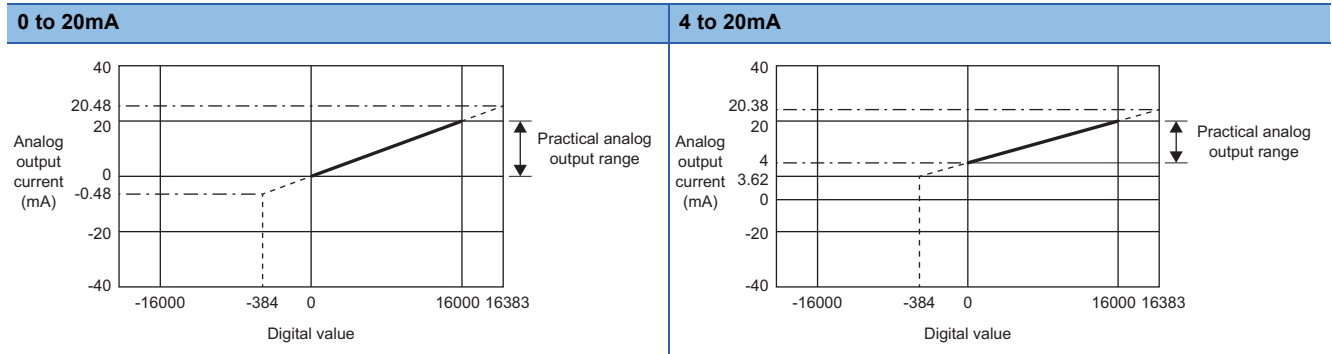 0 to 20mA
40
20.48
20
Analog
output
current
(mA)
0
-0.48
-20
-40
-16000 -384 0 16000 16383
Digital value
Practical analog
output range
4 to 20mA
40
20.38
20
Analog
output
current
(mA)
4
3.62
0
-20
-40
-16000 -384 0 16000 16383
Digital value
Practical analog
output range